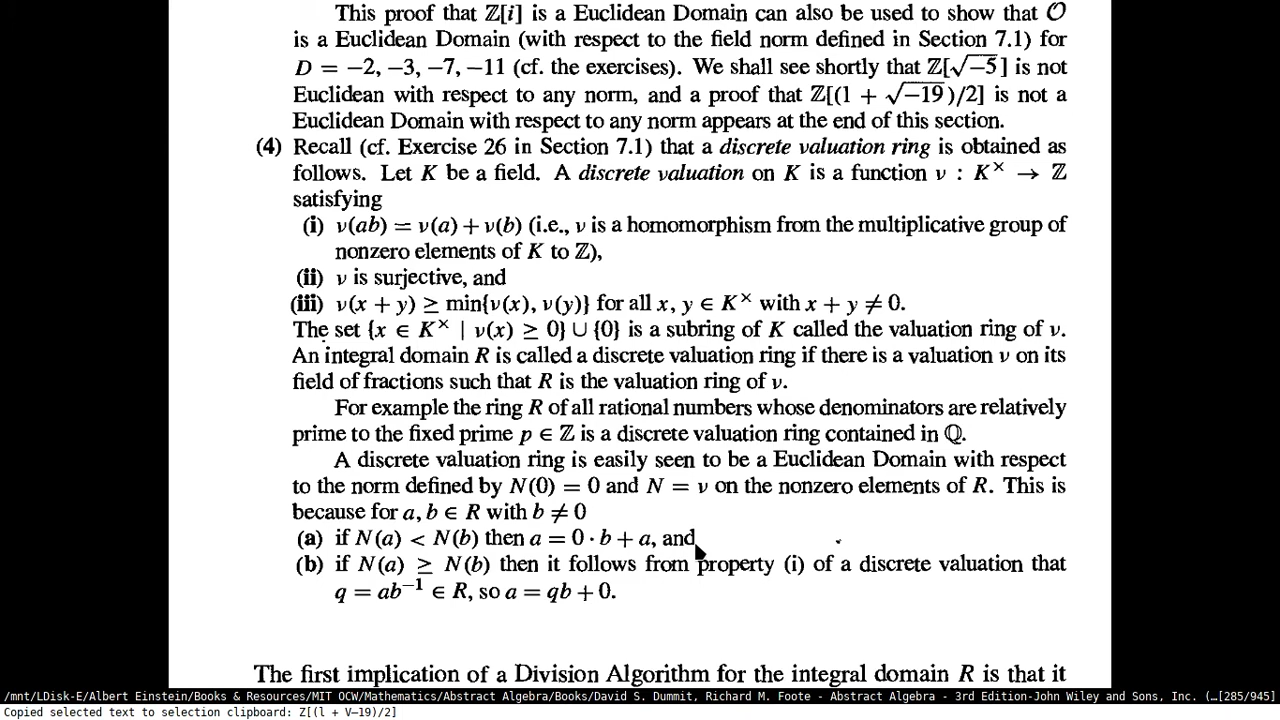 This proof that ℤ[i] is a Euclidean Domain can also be used to show that 𝒪
is a Euclidean Domain (with respect to the field norm defined in Section 7.1) for
D = −2, −3, −7, −11 (cf. the exercises). We shall see shortly that ℤ[√−5] is not
Euclidean with respect to any norm, and a proof that ℤ[(1 + √−19)/2] is not a
Euclidean Domain with respect to any norm appears at the end of this section.
(4) Recall (cf. Exercise 26 in Section 7.1) that a discrete valuation ring is obtained as
follows. Let K be a field. A discrete valuation on K is a function ν : K× → ℤ
satisfying
(i) ν(ab) = ν(a) + ν(b) (i.e., ν is a homomorphism from the multiplicative group of
nonzero elements of K to ℤ),
(ii) ν is surjective, and
(iii) ν(x + y) ≥ min{ν(x), ν(y)} for all x, y ∈ K× with x + y ≠ 0.
The set {x ∈ K× | ν(x) ≥ 0} ∪ {0} is a subring of K called the valuation ring of ν.
An integral domain R is called a discrete valuation ring if there is a valuation ν on its
field of fractions such that R is the valuation ring of ν.
For example the ring R of all rational numbers whose denominators are relatively
prime to the fixed prime p ∈ ℤ is a discrete valuation ring contained in ℚ.
A discrete valuation ring is easily seen to be a Euclidean Domain with respect
to the norm defined by N(0) = 0 and N = ν on the nonzero elements of R. This is
because for a, b ∈ R with b ≠ 0
(a) if N(a) < N(b) then a = 0 · b + a, and
(b) if N(a) ≥ N(b) then it follows from property (i) of a discrete valuation that
q = ab⁻¹ ∈ R, so a = qb + 0.
The first implication of a Division Algorithm for the integral domain R is that it
/mnt/LDisk-E/Albert Einstein/Books & Resources/MIT OCW/Mathematics/Abstract Algebra/Books/David S. Dummit, Richard M. Foote - Abstract Algebra - 3rd Edition-John Wiley and Sons, Inc. (…[285/945]
Copied selected text to selection clipboard: Z[(l + V—19)/2]